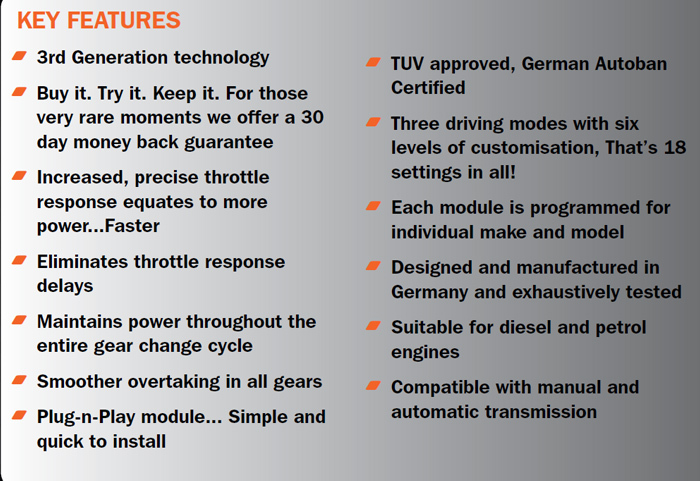 KEY FEATURES
3rd Generation technology
Buy it. Try it. Keep it. For those
very rare moments we offer a 30
day money back guarantee
Increased, precise throttle
response equates to more
power...Faster
Eliminates throttle response
delays
Maintains power throughout the
entire gear change cycle
Smoother overtaking in all gears
Plug-n-Play module... Simple and
quick to install
TUV approved, German Autoban
Certified
Three driving modes with six
levels of customisation, That's 18
settings in all!
Each module is programmed for
individual make and model
Designed and manufactured in
Germany and exhaustively tested
Suitable for diesel and petrol
engines
Compatible with manual and
automatic transmission